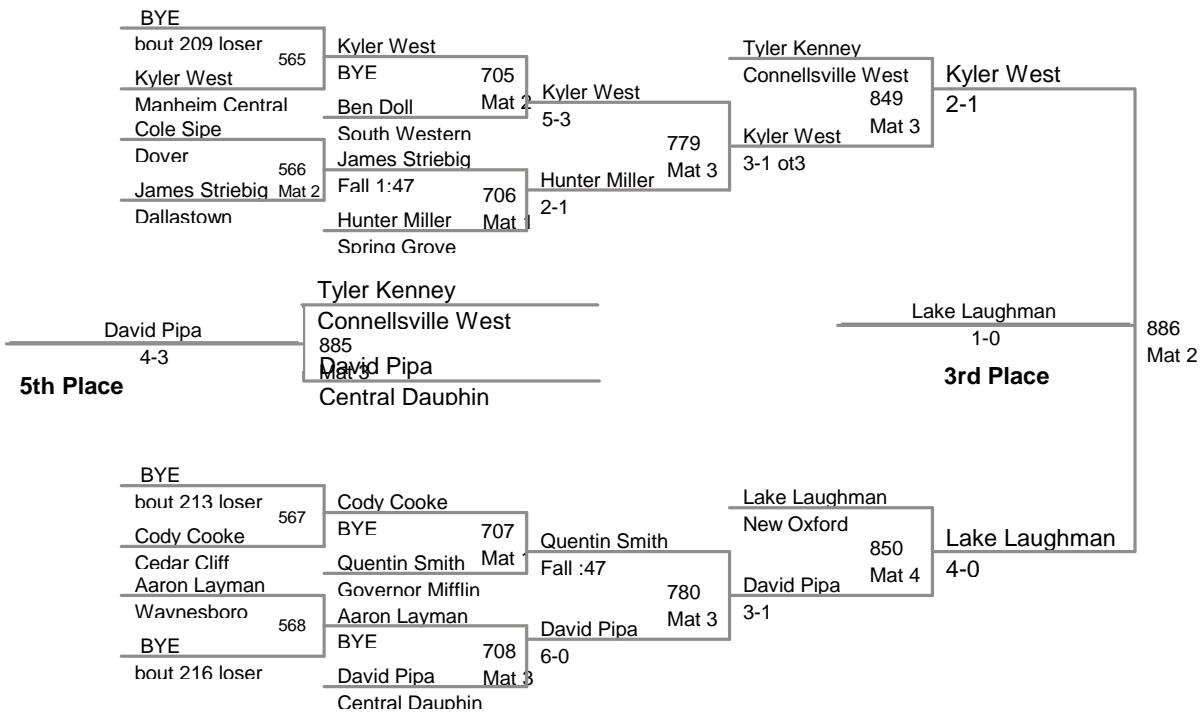 BYE
bout 209 loser
565
Kyler West
Manheim Central
Cole Sipe
Dover
566
Mat 2
James Striebig
Dallastown
Kyler West
BYE
705
Mat 2
Ben Doll
South Western
James Striebig
Fall 1:47
706
Mat 1
Hunter Miller
Spring Grove
Kyler West
5-3
779
Mat 3
Hunter Miller
2-1
Tyler Kenney
Connellsville West
849
Mat 3
Kyler West
3-1 ot3
Kyler West
2-1
Tyler Kenney
Connellsville West
885
Mat 3
David Pipa
Central Dauphin
David Pipa
4-3
5th Place
Lake Laughman
1-0
3rd Place
886
Mat 2
BYE
bout 213 loser
567
Cody Cooke
Cedar Cliff
Aaron Layman
Waynesboro
568
BYE
bout 216 loser
Cody Cooke
BYE
707
Mat 1
Quentin Smith
Governor Mifflin
Aaron Layman
BYE
708
Mat 3
David Pipa
Central Dauphin
Quentin Smith
Fall :47
780
Mat 3
David Pipa
6-0
Lake Laughman
New Oxford
850
Mat 4
David Pipa
3-1
Lake Laughman
4-0